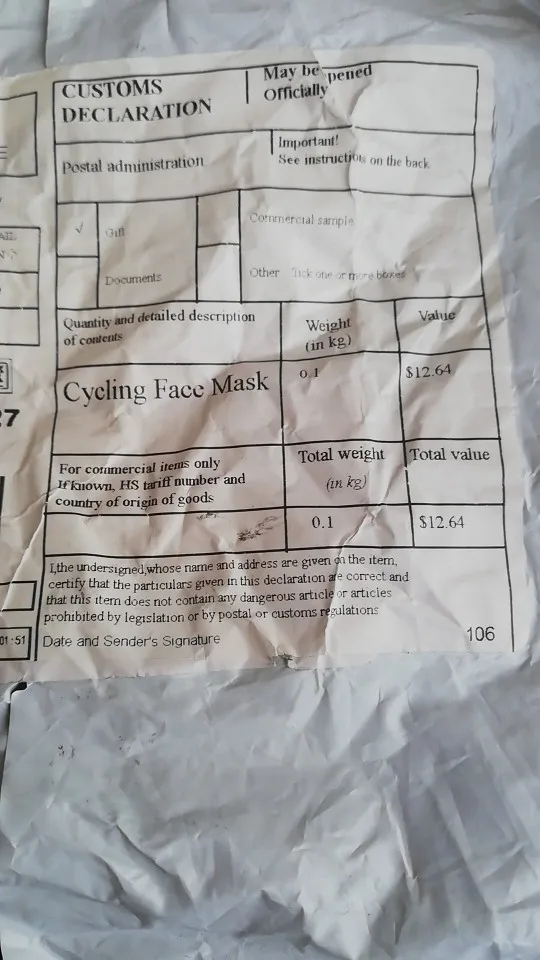 CUSTOMS
DECLARATION
May be pened
Officially
Postal administration
Important!
See instructions on the back
√
Gift
Commercial sample
Documents
Other Tick one or more boxes
Quantity and detailed description
of contents
Weight
(in kg)
Value
Cycling Face Mask
0.1
$12.64
For commercial items only
If known, HS tariff number and
country of origin of goods
Total weight
(in kg)
Total value
0.1
$12.64
I,the undersigned,whose name and address are given on the item,
certify that the particulars given in this declaration are correct and
that this item does not contain any dangerous article or articles
prohibited by legislation or by postal or customs regulations
Date and Sender's Signature
106
27
01:51